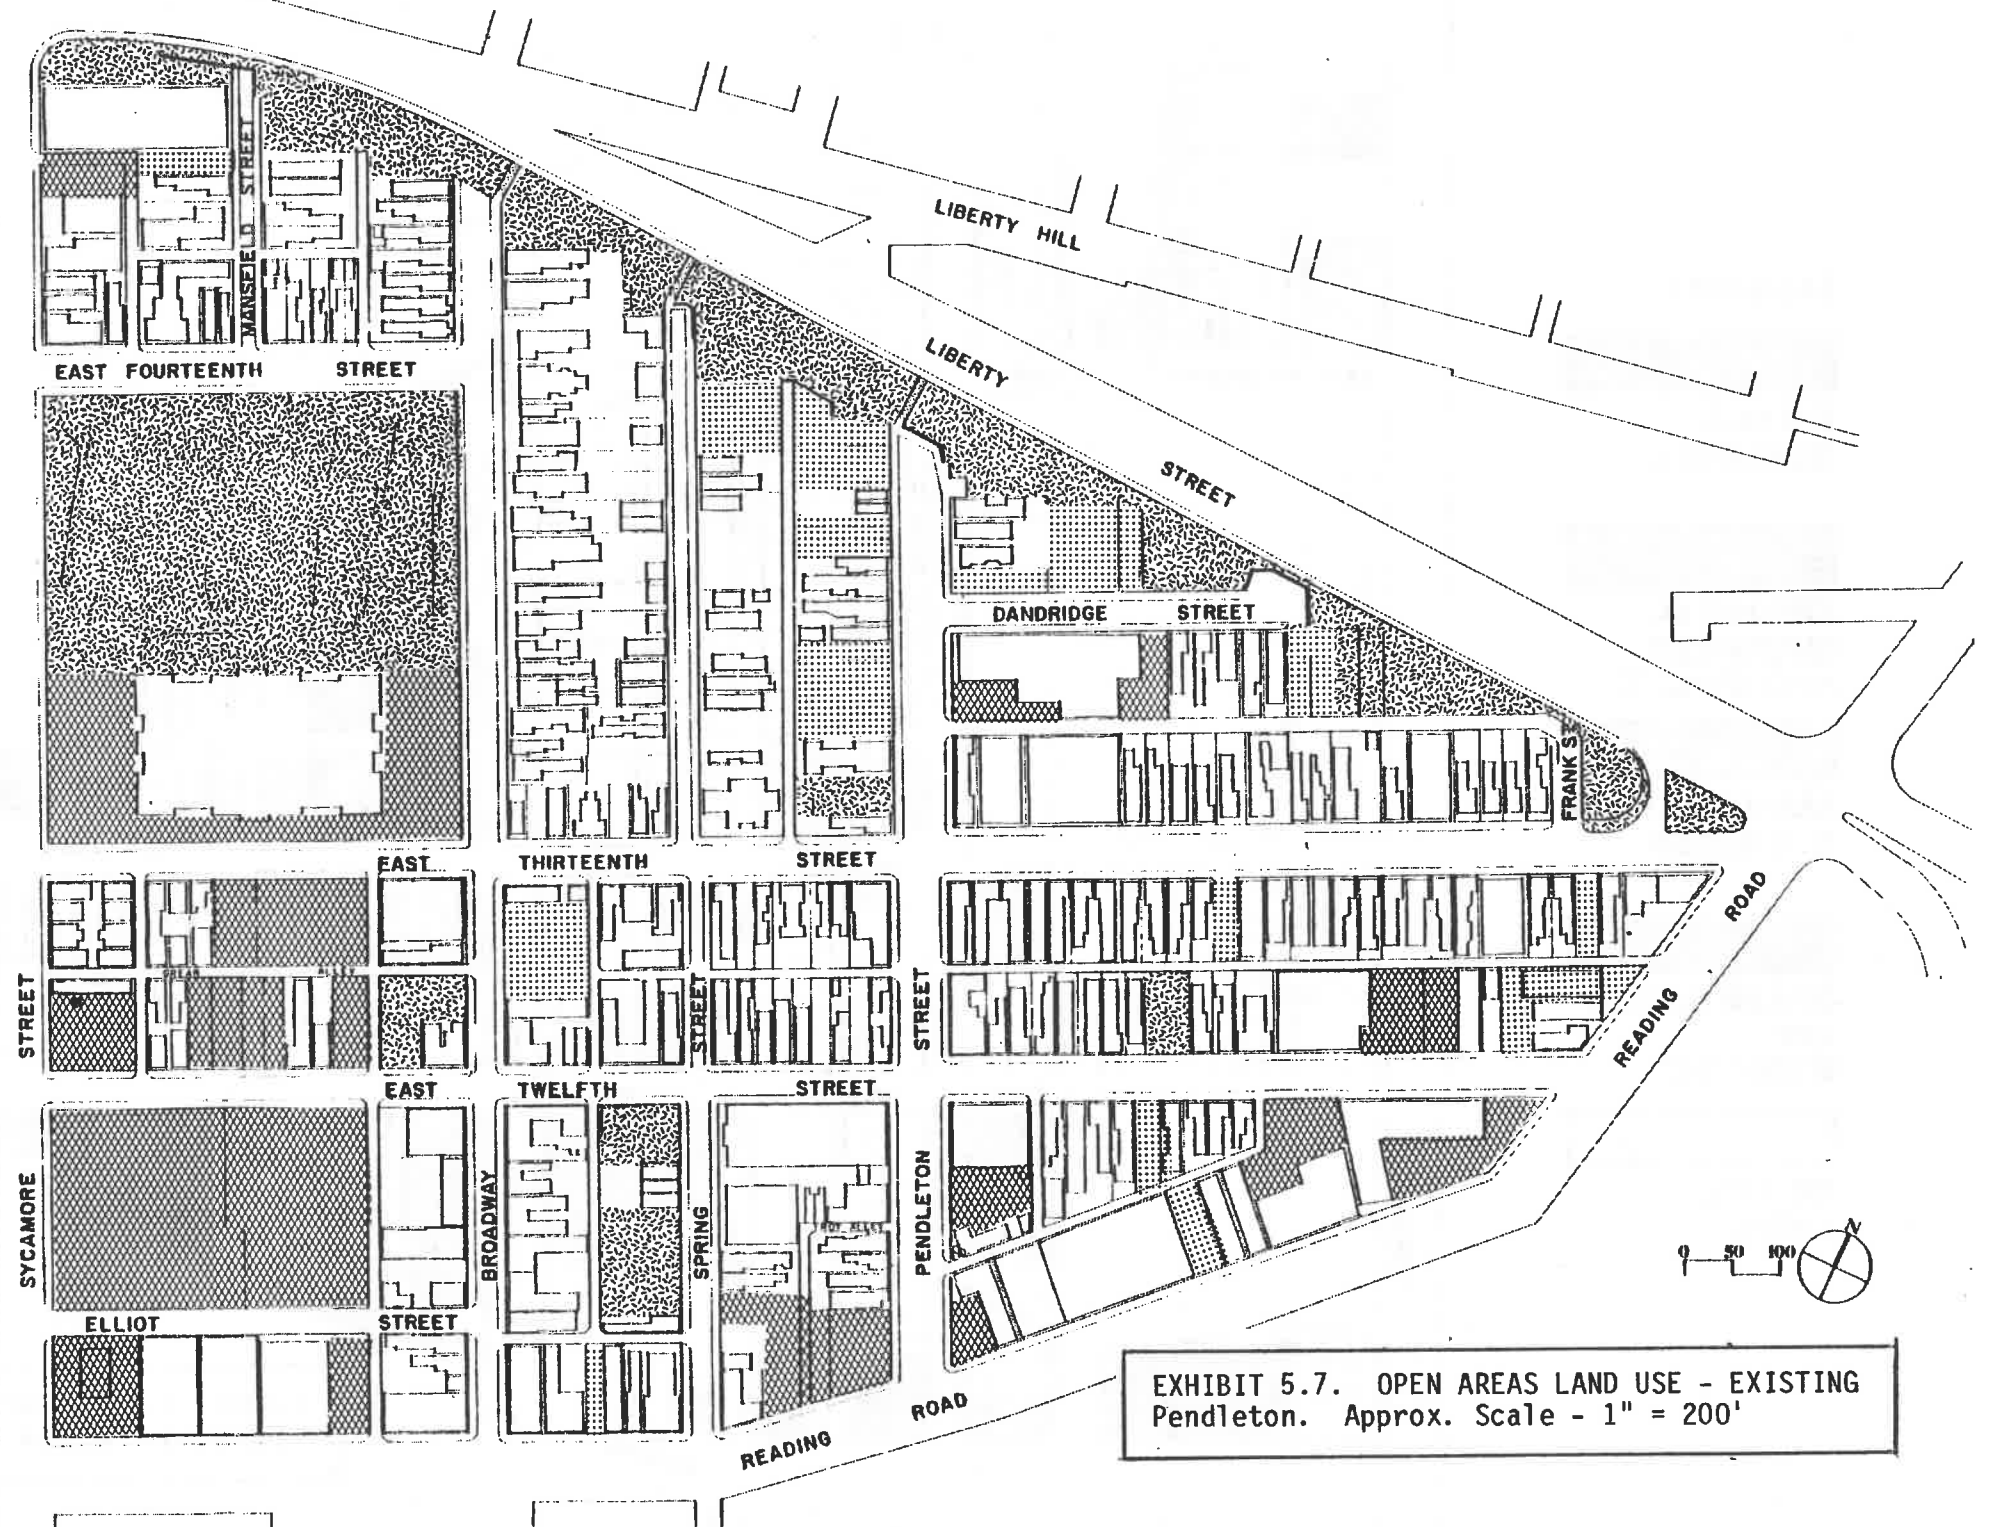 LIBERTY HILL
MANSFIELD STREET
EAST FOURTEENTH STREET
LIBERTY STREET
DANDRIDGE STREET
FRANK ST
EAST THIRTEENTH STREET
ROAD
READING
ALLEY
STREET
STREET
STREET
EAST TWELFTH STREET
SYCAMORE
BROADWAY
SPRING
PENDLETON
ALLEY
ELLIOT STREET
0 50 100
N
READING ROAD
EXHIBIT 5.7. OPEN AREAS LAND USE - EXISTING
Pendleton. Approx. Scale - 1" = 200'